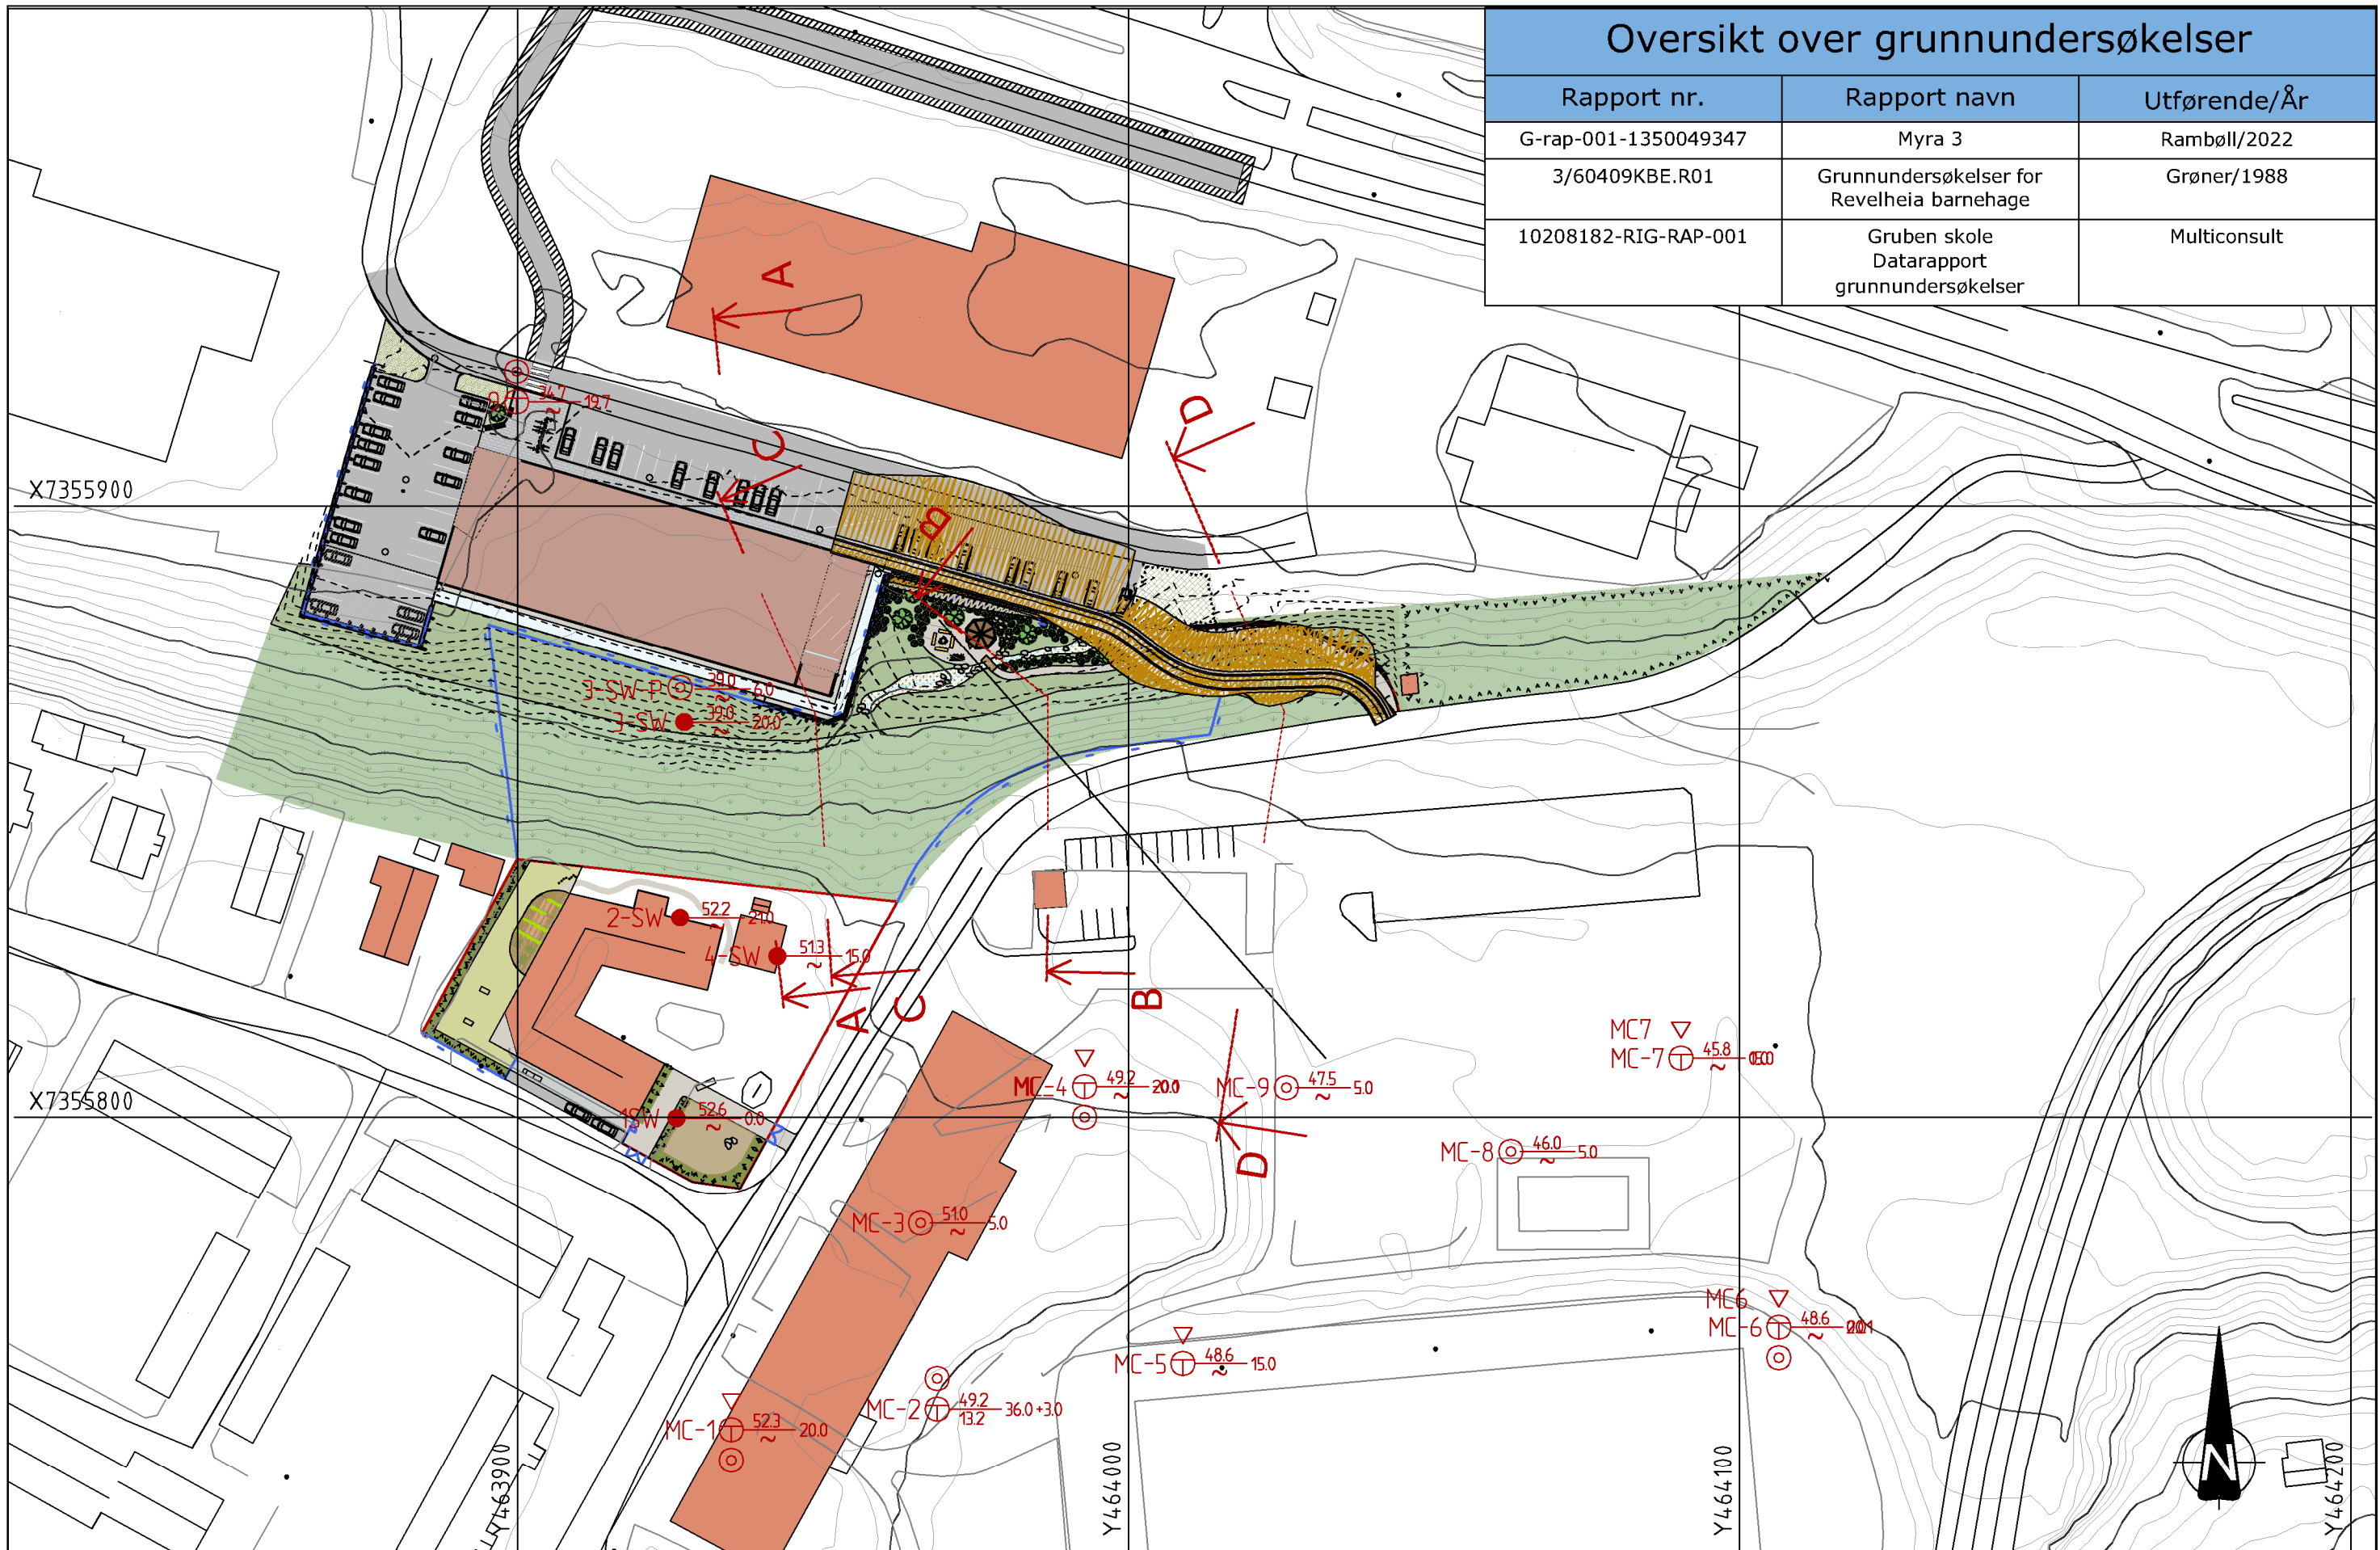 Oversikt over grunnundersøkelser
Rapport nr.
Rapport navn
Utførende/År
G-rap-001-1350049347
Myra 3
Rambøll/2022
3/60409KBE.R01
Grunnundersøkelser for
Revelheia barnehage
Grøner/1988
10208182-RIG-RAP-001
Gruben skole
Datarapport
grunnundersøkelser
Multiconsult
A
D
C
9 34.7 ~ 19.7
X7355900
B
3-SW-P 39.0 ~ 6.0
3-SW 39.0 ~ 20.0
2-SW 52.2 ~ 21.0
4-SW 51.3 ~ 15.0
A
C
B
MC7
MC-7 45.8 ~
MC-4 49.2 ~
MC-9 47.5 ~ 5.0
X7355800
1SW 52.6 ~ 0.0
MC-8 46.0 ~ 5.0
D
MC-3 51.0 ~ 5.0
MC6
MC-6 48.6 ~
MC-5 48.6 ~ 15.0
MC-2 49.2 13.2 36.0+3.0
MC-1 52.3 ~ 20.0
Y463900
Y464000
Y464100
Y464200
N